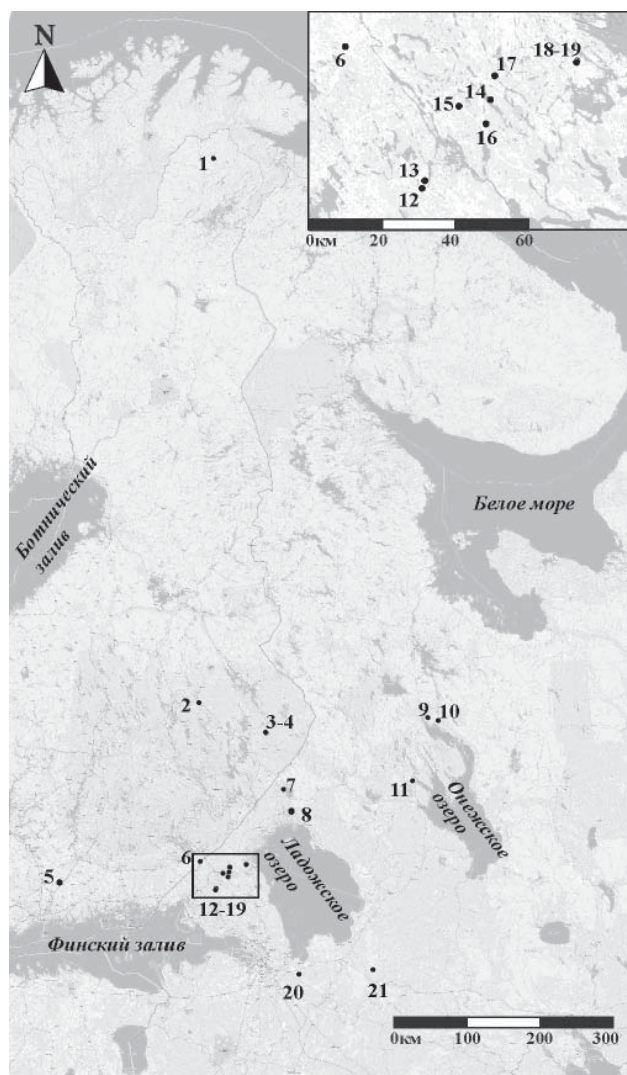 N
6
18-19
17
14
15
16
13
12
0км
20
40
60
1
Ботнический
залив
Белое море
2
3-4
9
10
7
11
8
Онежское
озеро
6
5
Ладожское
озеро
12-19
Финский залив
20
21
0км
100
200
300